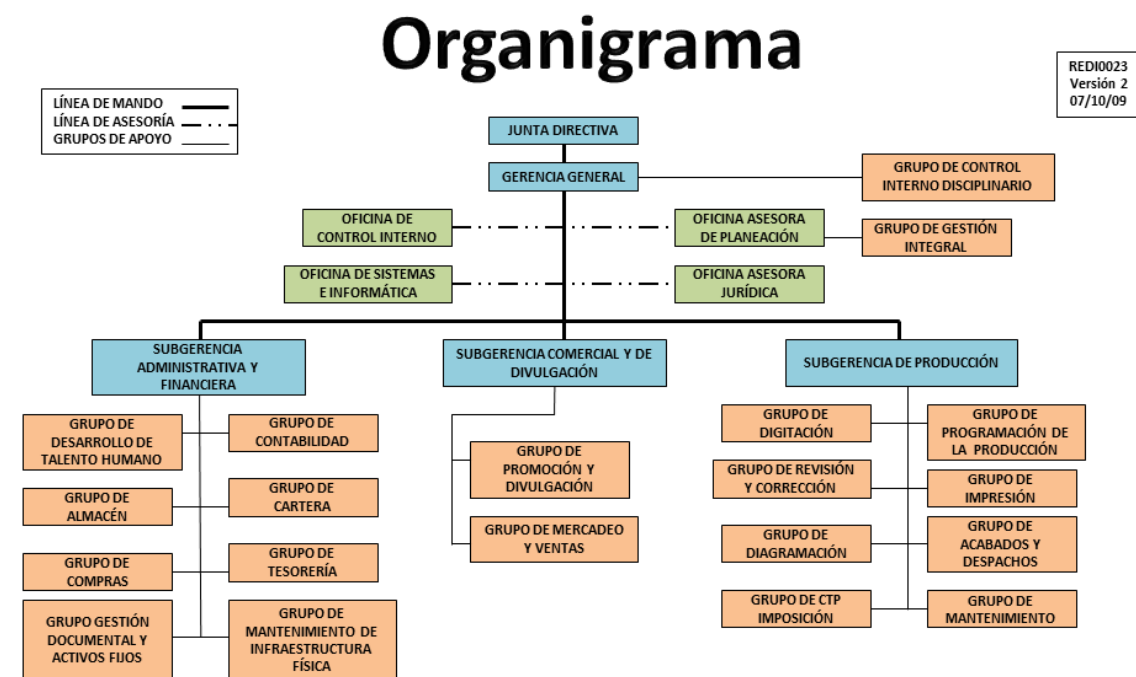 Organigrama
REDI0023
Versión 2
07/10/09
LÍNEA DE MANDO
LÍNEA DE ASESORÍA
GRUPOS DE APOYO
JUNTA DIRECTIVA
GERENCIA GENERAL
GRUPO DE CONTROL
INTERNO DISCIPLINARIO
OFICINA DE
CONTROL INTERNO
OFICINA ASESORA
DE PLANEACIÓN
GRUPO DE GESTIÓN
INTEGRAL
OFICINA DE SISTEMAS
E INFORMÁTICA
OFICINA ASESORA
JURÍDICA
SUBGERENCIA
ADMINISTRATIVA Y
FINANCIERA
SUBGERENCIA COMERCIAL Y DE
DIVULGACIÓN
SUBGERENCIA DE PRODUCCIÓN
GRUPO DE
DESARROLLO DE
TALENTO HUMANO
GRUPO DE
CONTABILIDAD
GRUPO DE
ALMACÉN
GRUPO DE
CARTERA
GRUPO DE
COMPRAS
GRUPO DE
TESORERÍA
GRUPO GESTIÓN
DOCUMENTAL Y
ACTIVOS FIJOS
GRUPO DE
MANTENIMIENTO DE
INFRAESTRUCTURA
FÍSICA
GRUPO DE
PROMOCIÓN Y
DIVULGACIÓN
GRUPO DE MERCADEO
Y VENTAS
GRUPO DE
DIGITACIÓN
GRUPO DE
PROGRAMACIÓN DE
LA PRODUCCIÓN
GRUPO DE REVISIÓN
Y CORRECCIÓN
GRUPO DE
IMPRESIÓN
GRUPO DE
DIAGRAMACIÓN
GRUPO DE
ACABADOS Y
DESPACHOS
GRUPO DE CTP
IMPOSICIÓN
GRUPO DE
MANTENIMIENTO